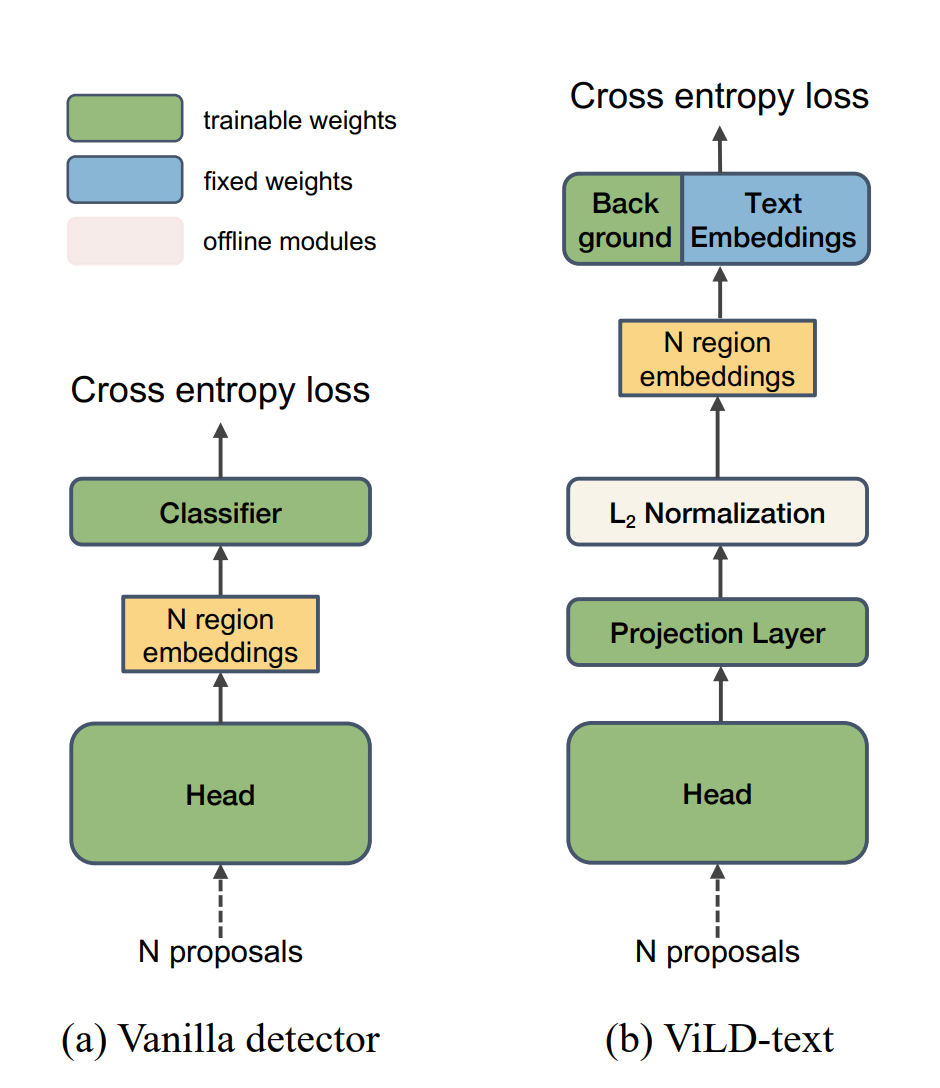 trainable weights
fixed weights
offline modules
Cross entropy loss
Classifier
N region
embeddings
Head
N proposals
(a) Vanilla detector
Cross entropy loss
Back
ground
Text
Embeddings
N region
embeddings
L₂ Normalization
Projection Layer
Head
N proposals
(b) ViLD-text